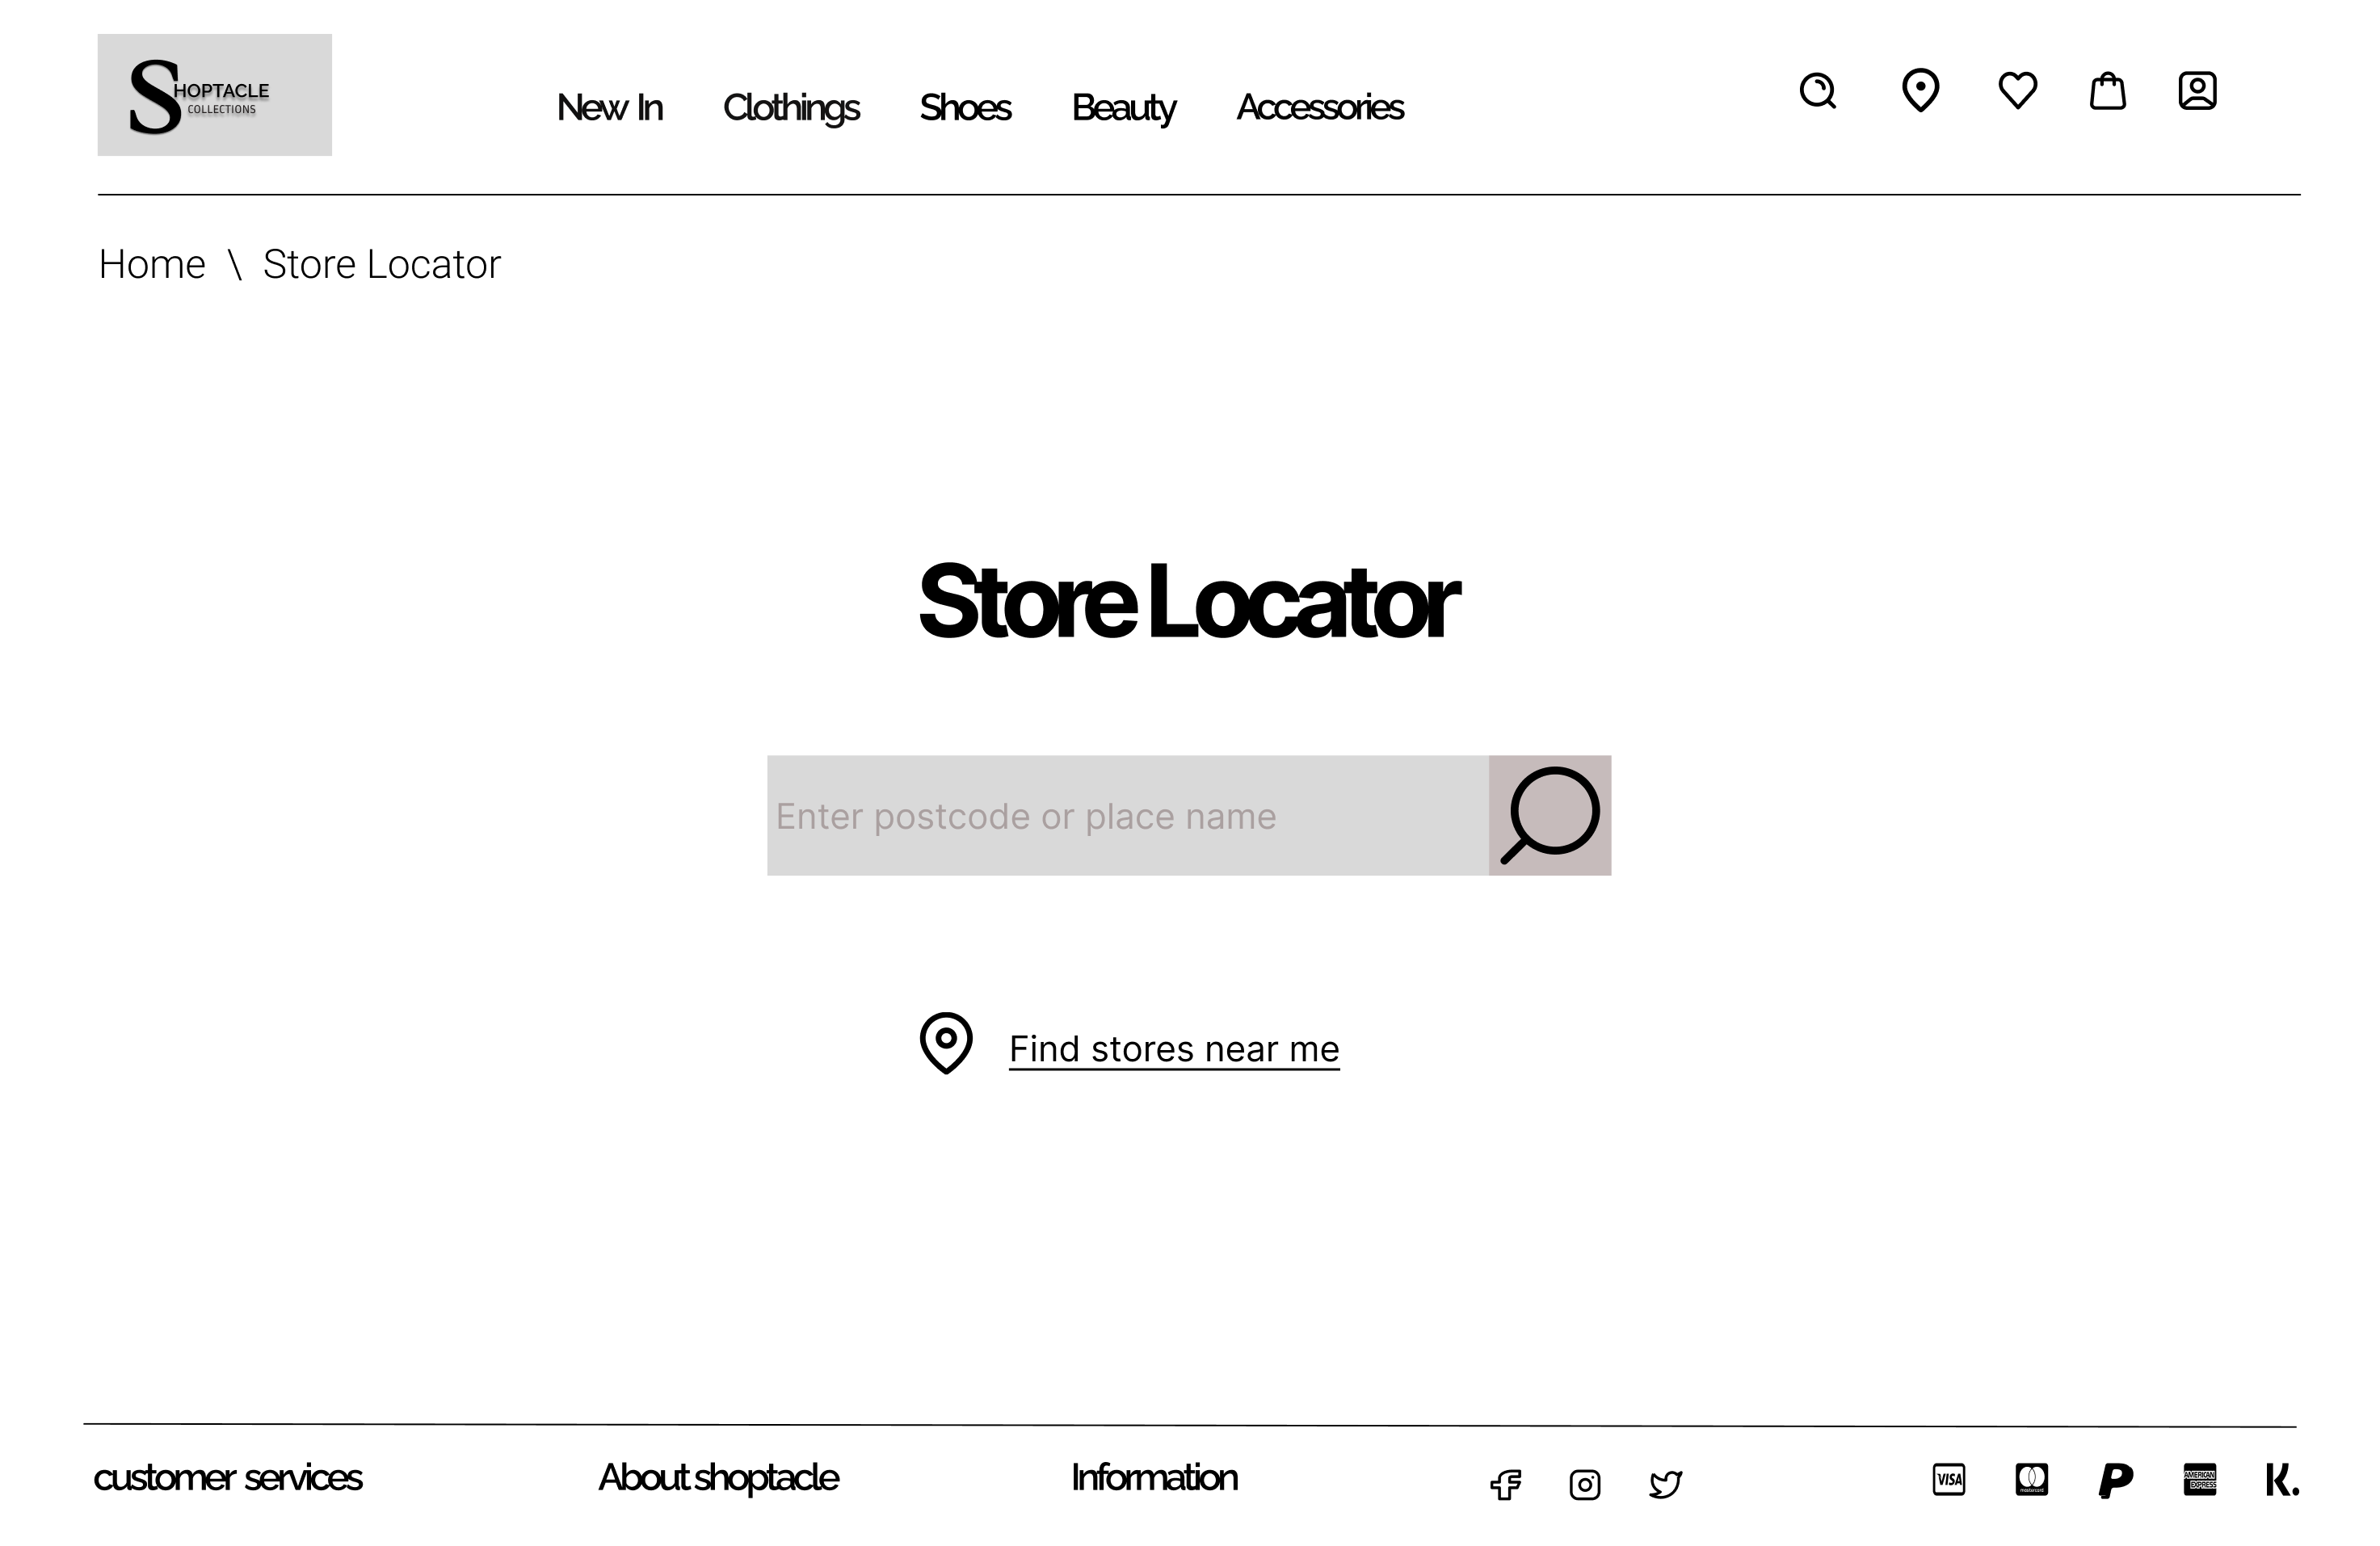 SHOPTACLE
COLLECTIONS
New In Clothings Shoes Beauty Accessories
Home \ Store Locator
Store Locator
Enter postcode or place name
Find stores near me
customer services About shoptacle Information
VISA mastercard P AMERICAN EXPRESS K.